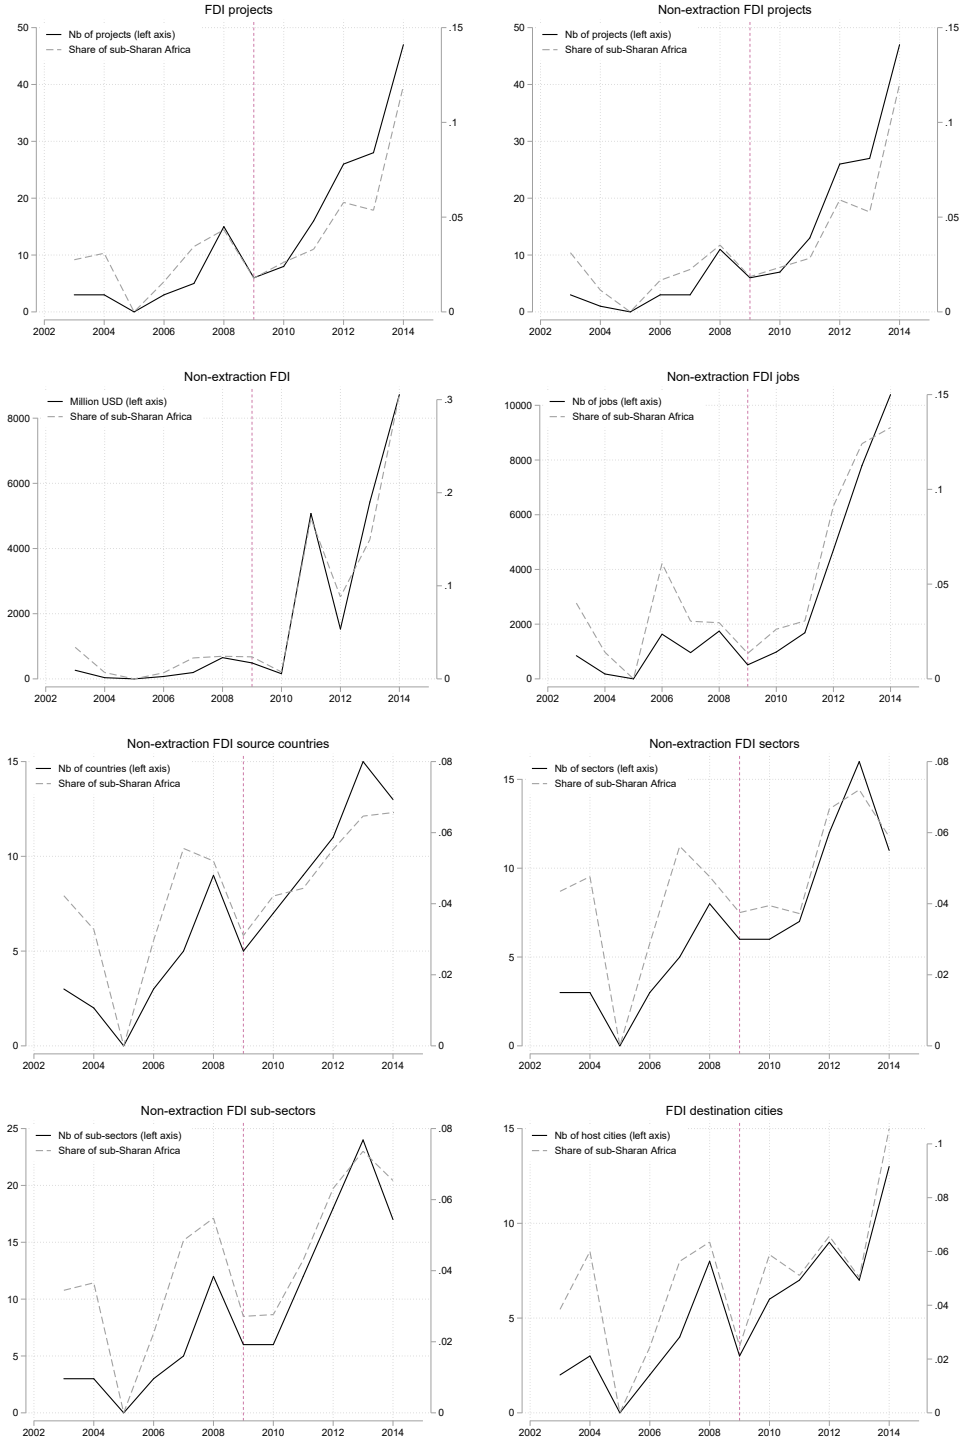 FDI projects
50
40
30
20
10
0
.15
.1
.05
0
Nb of projects (left axis)
Share of sub-Sharan Africa
2002 2004 2006 2008 2010 2012 2014
Non-extraction FDI projects
50
40
30
20
10
0
.15
.1
.05
0
Nb of projects (left axis)
Share of sub-Sharan Africa
2002 2004 2006 2008 2010 2012 2014
Non-extraction FDI
8000
6000
4000
2000
0
.3
.2
.1
0
Million USD (left axis)
Share of sub-Sharan Africa
2002 2004 2006 2008 2010 2012 2014
Non-extraction FDI jobs
10000
8000
6000
4000
2000
0
.15
.1
.05
0
Nb of jobs (left axis)
Share of sub-Sharan Africa
2002 2004 2006 2008 2010 2012 2014
Non-extraction FDI source countries
15
10
5
0
.08
.06
.04
.02
0
Nb of countries (left axis)
Share of sub-Sharan Africa
2002 2004 2006 2008 2010 2012 2014
Non-extraction FDI sectors
15
10
5
0
.08
.06
.04
.02
0
Nb of sectors (left axis)
Share of sub-Sharan Africa
2002 2004 2006 2008 2010 2012 2014
Non-extraction FDI sub-sectors
25
20
15
10
5
0
.08
.06
.04
.02
0
Nb of sub-sectors (left axis)
Share of sub-Sharan Africa
2002 2004 2006 2008 2010 2012 2014
FDI destination cities
15
10
5
0
.1
.08
.06
.04
.02
0
Nb of host cities (left axis)
Share of sub-Sharan Africa
2002 2004 2006 2008 2010 2012 2014